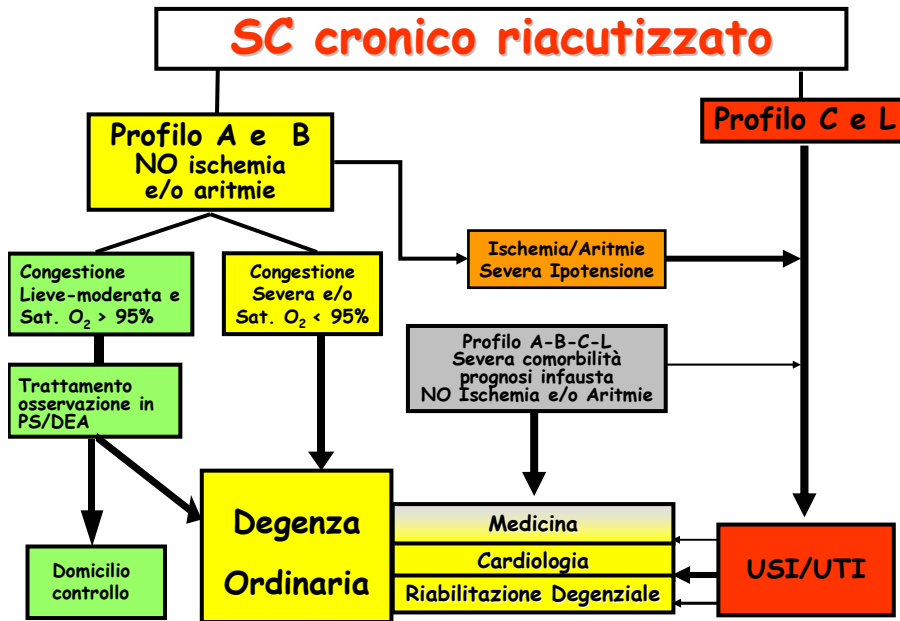 SC cronico riacutizzato
Profilo A e B
NO ischemia
e/o aritmie
Profilo C e L
Ischemia/Aritmie
Severa Ipotensione
Congestione
Lieve-moderata e
Sat. O₂ > 95%
Congestione
Severa e/o
Sat. O₂ < 95%
Profilo A-B-C-L
Severa comorbilità
prognosi infausta
NO Ischemia e/o Aritmie
Trattamento
osservazione in
PS/DEA
Degenza
Ordinaria
Medicina
Cardiologia
Riabilitazione Degenziale
USI/UTI
Domicilio
controllo